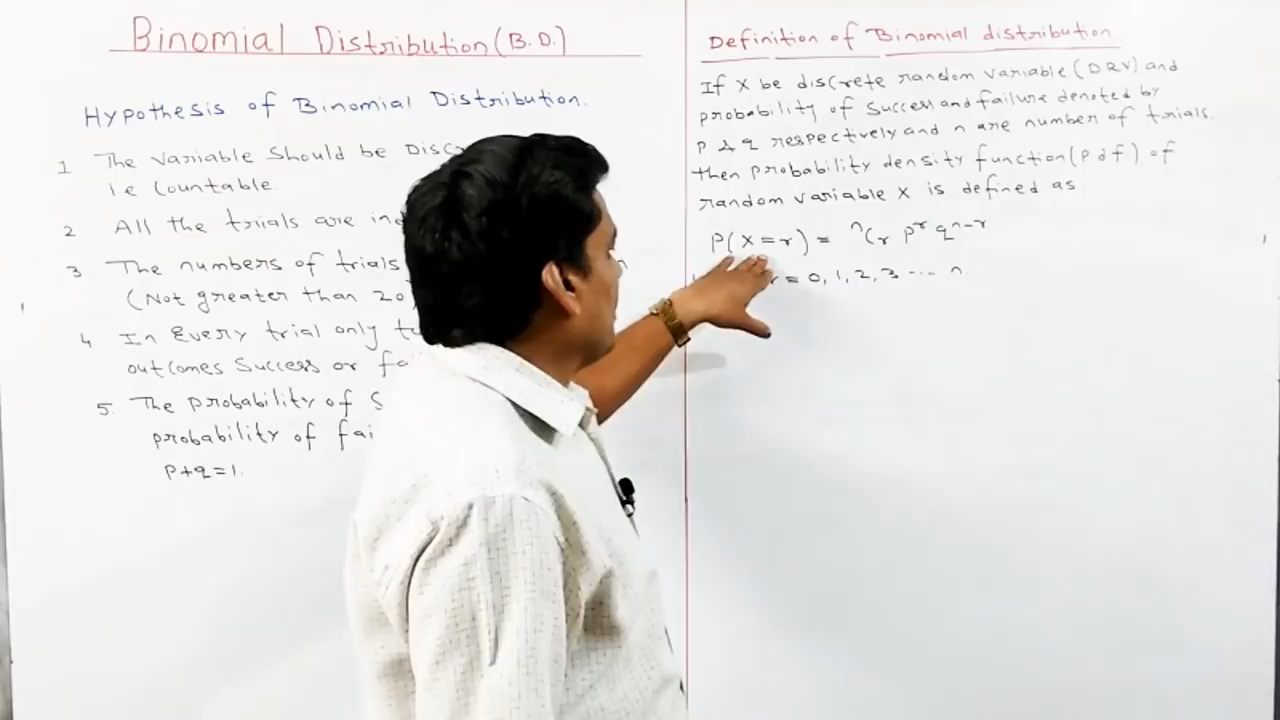 Binomial Distribution (B.D.)
Hypothesis of Binomial Distribution.
1 The Variable Should be
i.e Countable.
2 All the trials are
3 The numbers of trials
(Not greater than 20)
4 In Every trial only
outcomes Success or
5. The probability of
probability of
p+q=1.
Definition of Binomial distribution
If X be discrete random variable (DRV) and
probability of Success and failure denoted by
p & q respectively and n are number of trials.
then probability density function (pdf) of
random variable X is defined as
P(X=r) = ⁿCᵣ pʳ qⁿ⁻ʳ
r = 0, 1, 2, 3 ---- n.